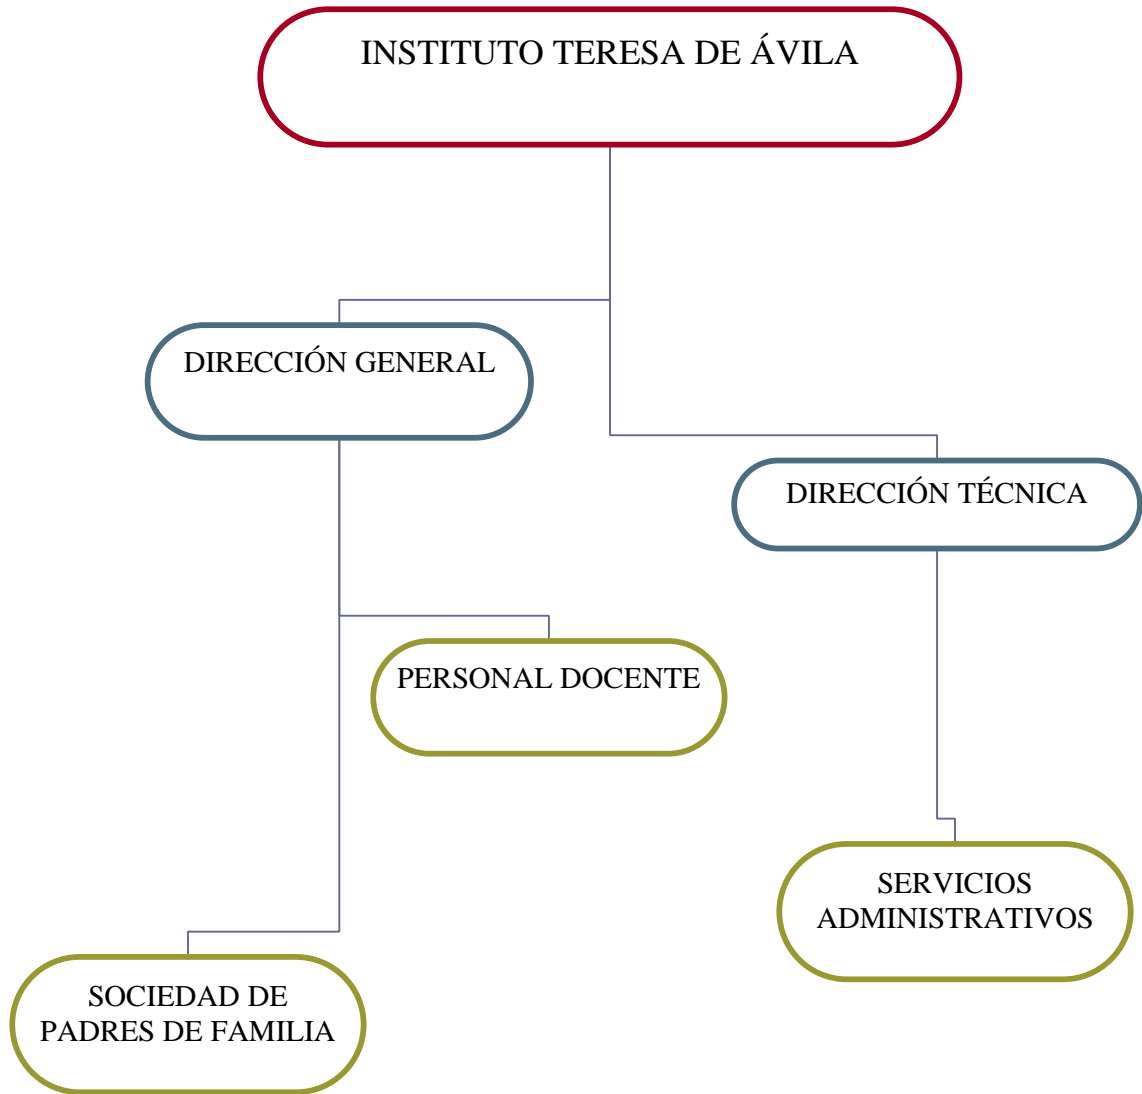 INSTITUTO TERESA DE ÁVILA
DIRECCIÓN GENERAL
DIRECCIÓN TÉCNICA
PERSONAL DOCENTE
SERVICIOS
ADMINISTRATIVOS
SOCIEDAD DE
PADRES DE FAMILIA